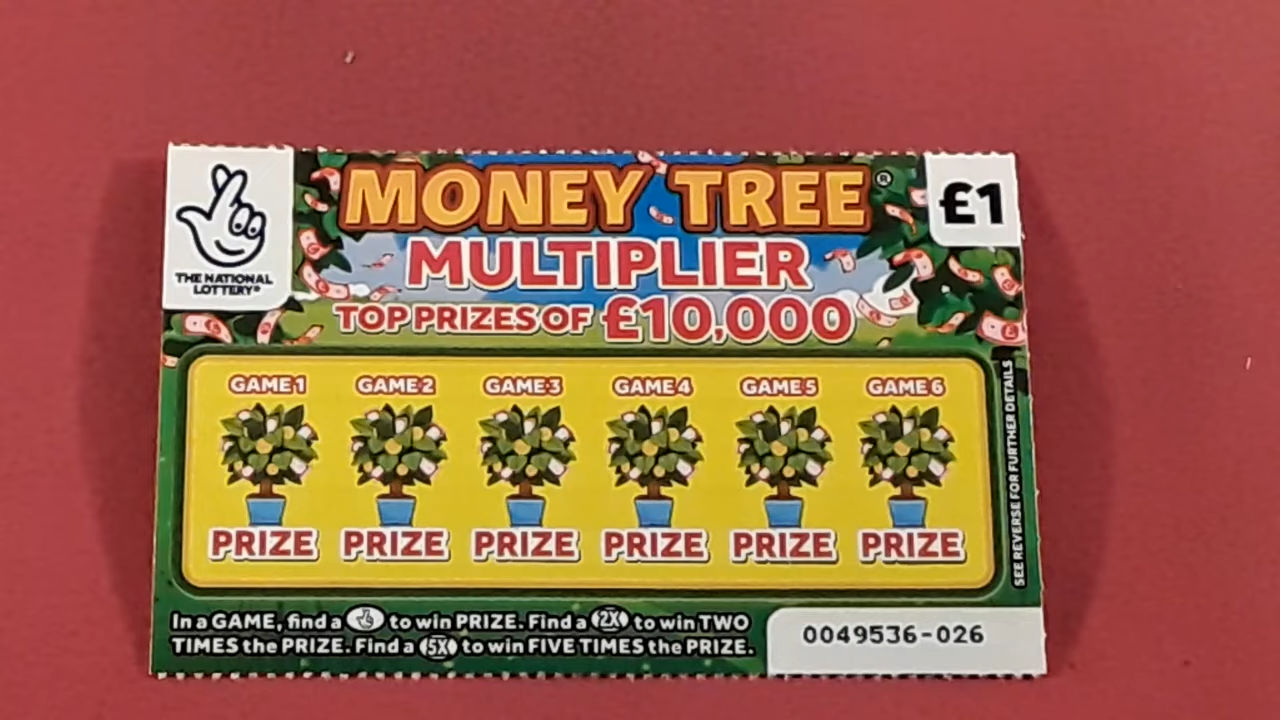 MONEY TREE®
MULTIPLIER
TOP PRIZES OF £10,000
£1
THE NATIONAL
LOTTERY®
GAME 1 GAME 2 GAME 3 GAME 4 GAME 5 GAME 6
PRIZE PRIZE PRIZE PRIZE PRIZE PRIZE
SEE REVERSE FOR FURTHER DETAILS
In a GAME, find a to win PRIZE. Find a 2X to win TWO
TIMES the PRIZE. Find a 5X to win FIVE TIMES the PRIZE.
0049536-026